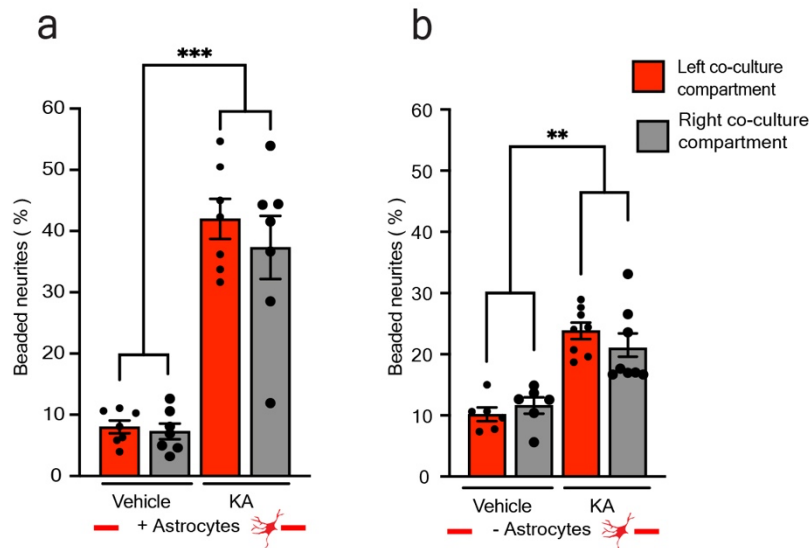 a
***
Beaded neurites (%)
60
50
40
30
20
10
0
Vehicle
KA
+ Astrocytes
b
Left co-culture
compartment
Right co-culture
compartment
**
Beaded neurites (%)
60
50
40
30
20
10
0
Vehicle
KA
- Astrocytes